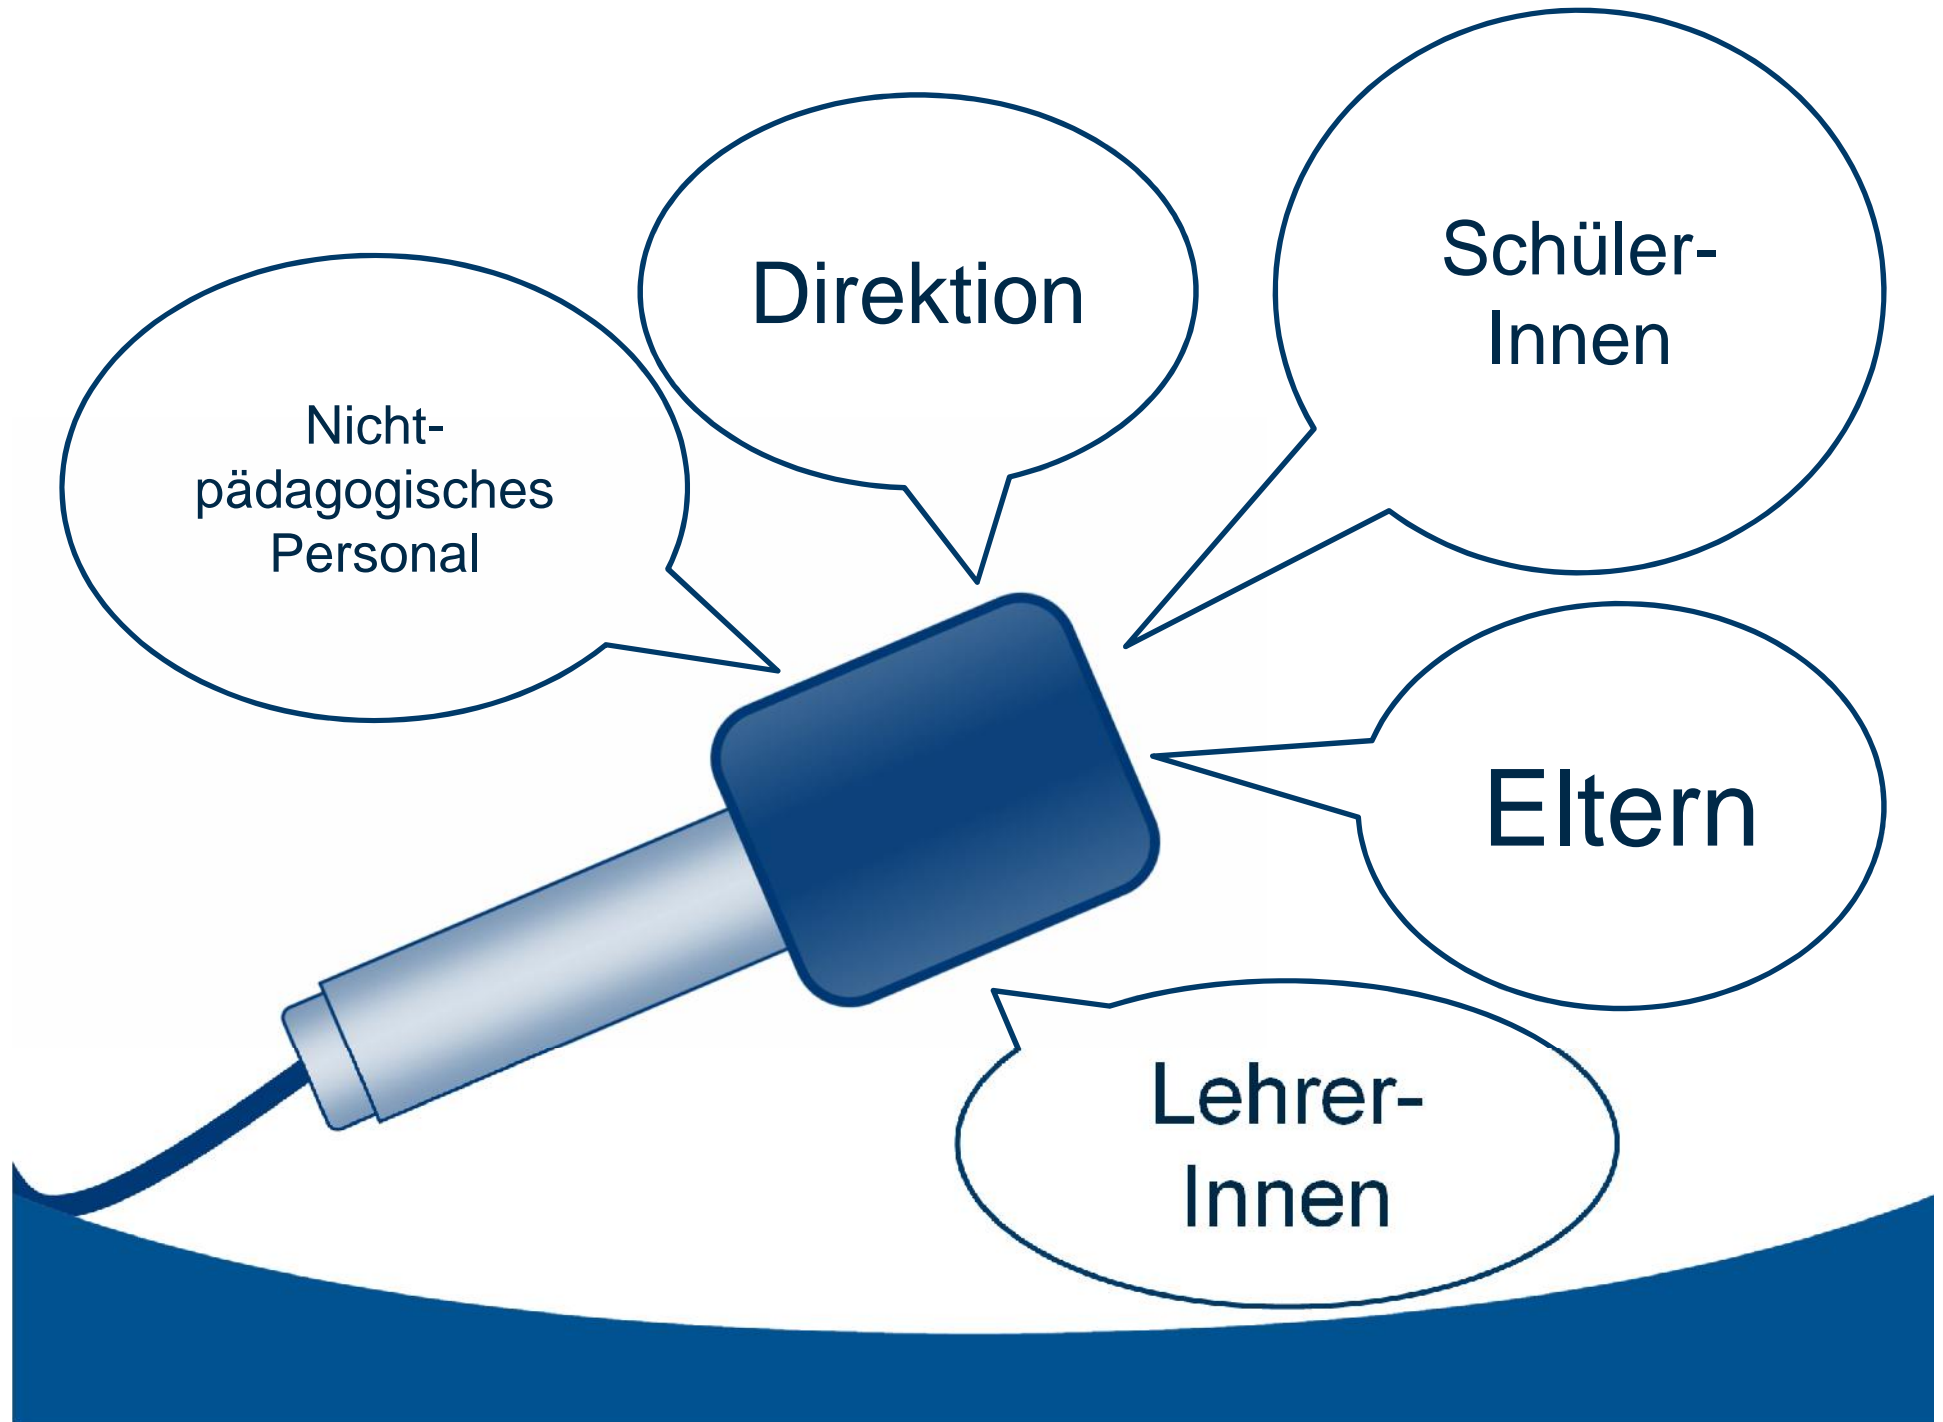 Direktion
Schüler-
Innen
Nicht-
pädagogisches
Personal
Eltern
Lehrer-
Innen